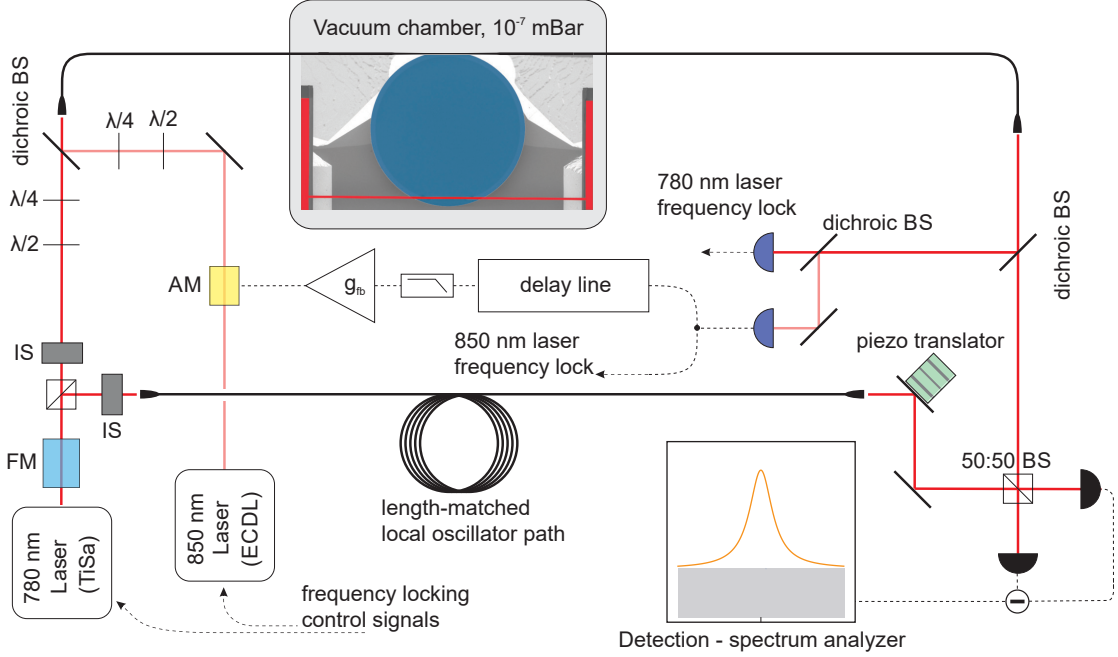 Vacuum chamber, 10⁻⁷ mBar
dichroic BS
λ/4
λ/2
λ/4
λ/2
780 nm laser
frequency lock
dichroic BS
dichroic BS
AM
g_fb
delay line
850 nm laser
frequency lock
piezo translator
IS
IS
FM
50:50 BS
length-matched
local oscillator path
780 nm
Laser
(TiSa)
850 nm
Laser
(ECDL)
frequency locking
control signals
Detection - spectrum analyzer